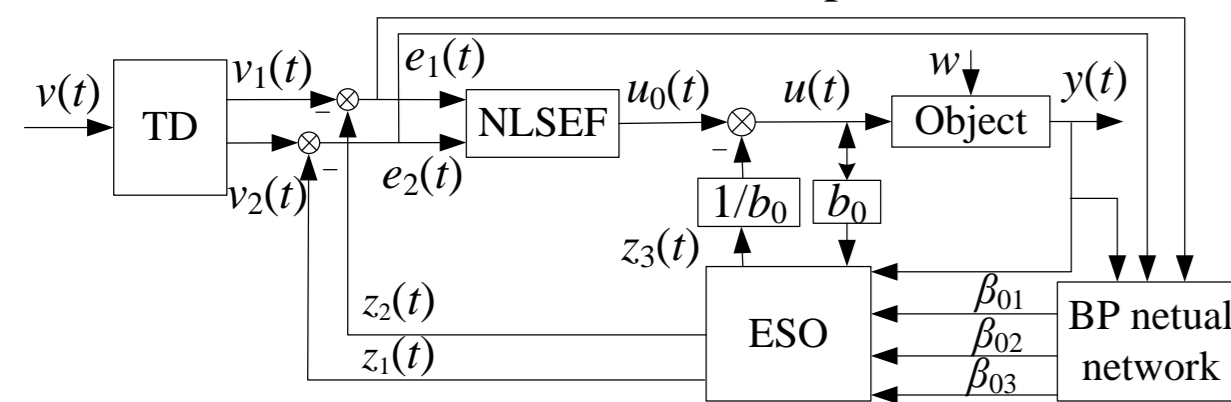 v(t)
TD
v₁(t)
v₂(t)
−
−
e₁(t)
e₂(t)
NLSEF
u₀(t)
−
u(t)
w
Object
y(t)
1/b₀
b₀
z₃(t)
z₂(t)
z₁(t)
ESO
β₀₁
β₀₂
β₀₃
BP netual
network